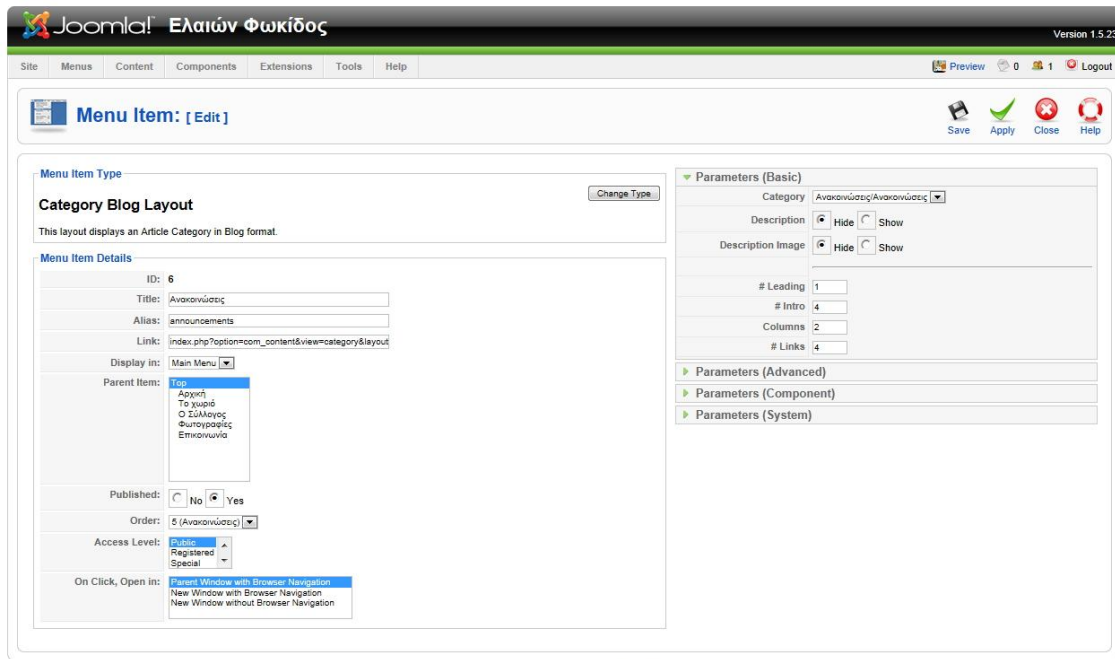 Joomla! Ελαιών Φωκίδος
Version 1.5.23
Site Menus Content Components Extensions Tools Help Preview 0 1 Logout
Menu Item: [ Edit ]
Save Apply Close Help
Menu Item Type
Change Type
Category Blog Layout
This layout displays an Article Category in Blog format.
Menu Item Details
ID: 6
Title: Ανακοινώσεις
Alias: announcements
Link: index.php?option=com_content&view=category&layout
Display in: Main Menu
Parent Item: Top
Αρχική
Το χωριό
Ο Σύλλογος
Φωτογραφίες
Επικοινωνία
Published: No Yes
Order: 5 (Ανακοινώσεις)
Access Level: Public
Registered
Special
On Click, Open in: Parent Window with Browser Navigation
New Window with Browser Navigation
New Window without Browser Navigation
Parameters (Basic)
Category Ανακοινώσεις/Ανακοινώσεις
Description Hide Show
Description Image Hide Show
# Leading 1
# Intro 4
Columns 2
# Links 4
Parameters (Advanced)
Parameters (Component)
Parameters (System)